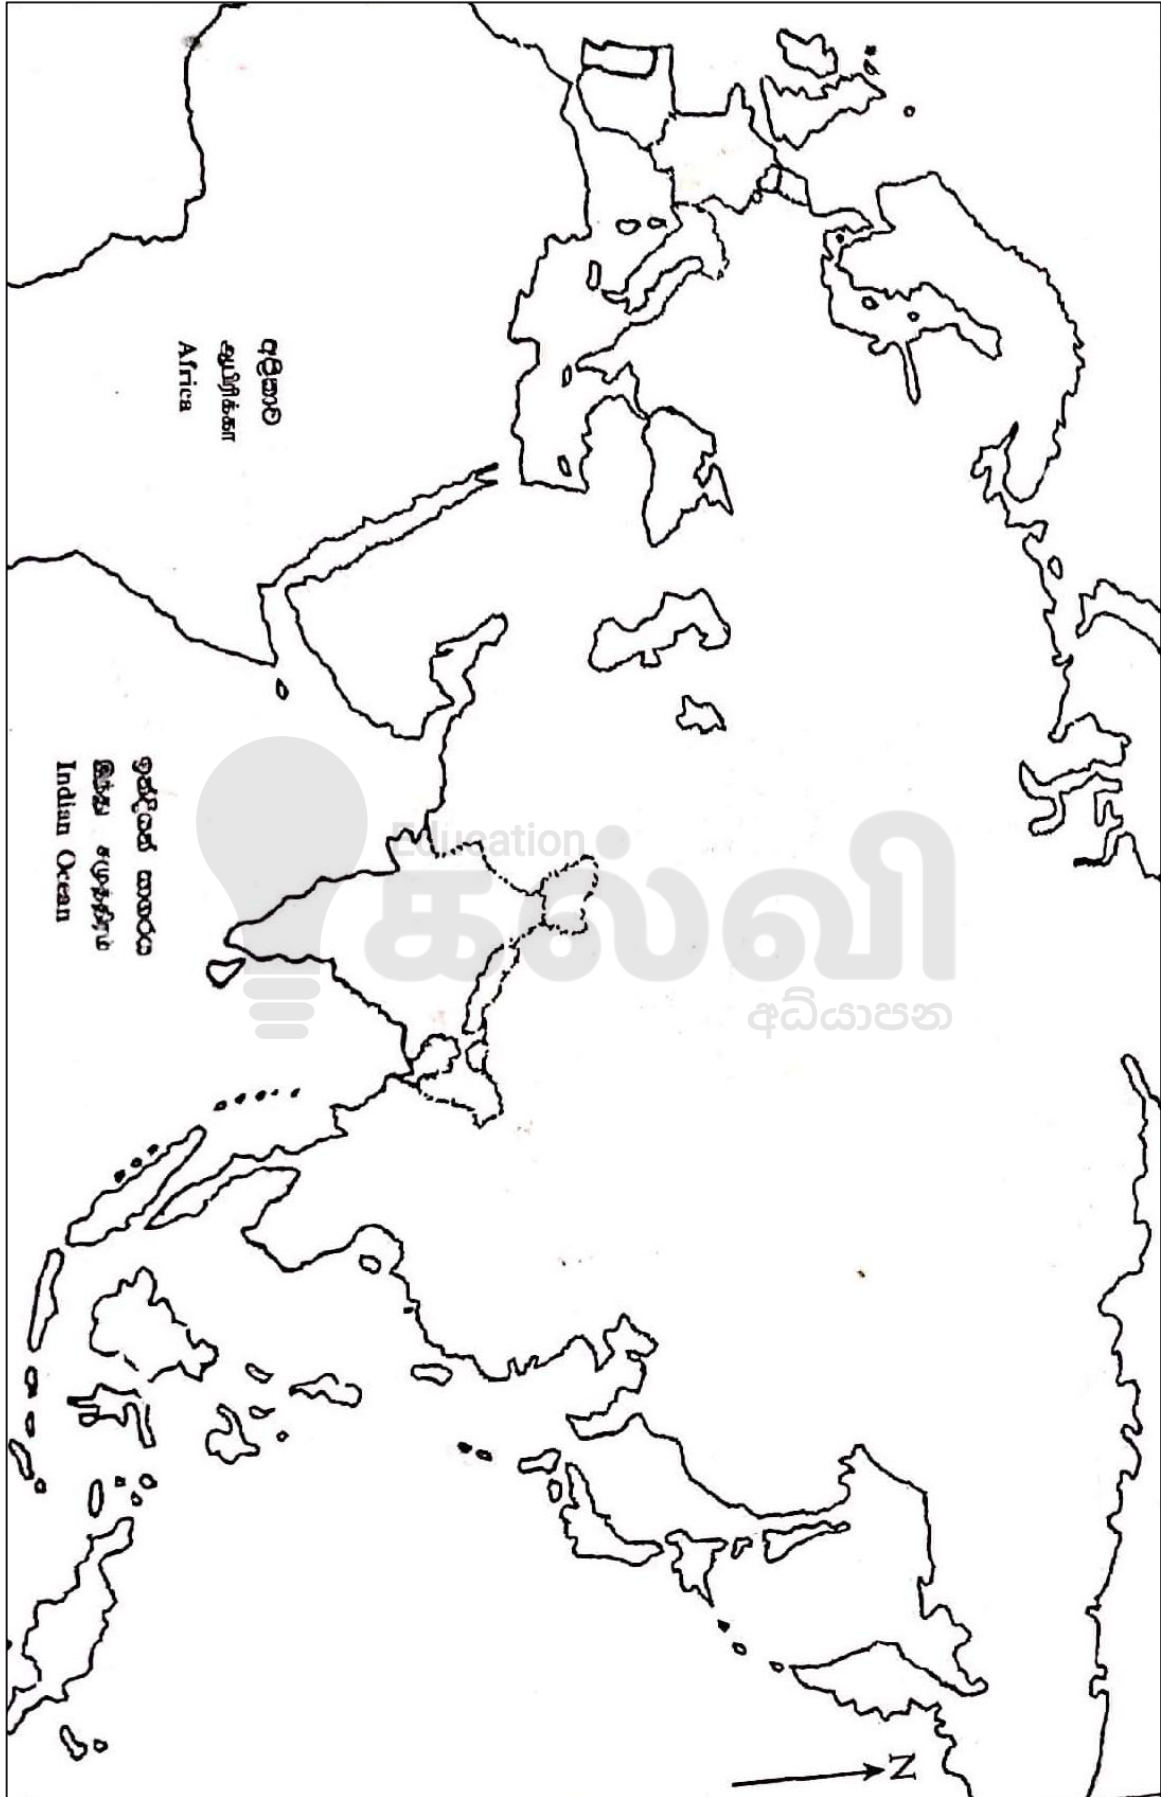 අප්‍රිකාව
ஆபிரிக்கா
Africa
ඉන්දියන් සාගරය
இந்து சமுத்திரம்
Indian Ocean
Education
கல்வி
අධ්‍යාපන
N